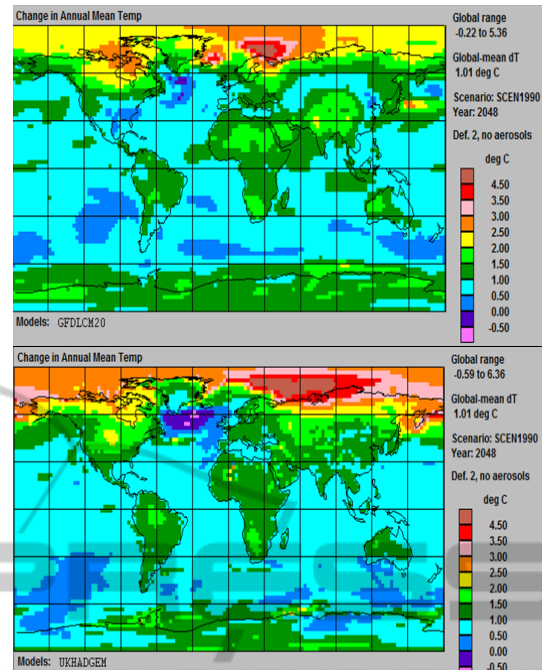 Change in Annual Mean Temp
Global range
-0.22 to 5.36
Global-mean dT
1.01 deg C
Scenario: SCEN1990
Year: 2048
Def. 2, no aerosols
deg C
4.50
3.50
3.00
2.50
2.00
1.50
1.00
0.50
0.00
-0.50
Models: GFDLCM20
Change in Annual Mean Temp
Global range
-0.59 to 6.36
Global-mean dT
1.01 deg C
Scenario: SCEN1990
Year: 2048
Def. 2, no aerosols
deg C
4.50
3.50
3.00
2.50
2.00
1.50
1.00
0.50
0.00
-0.50
Models: UKHADGEM